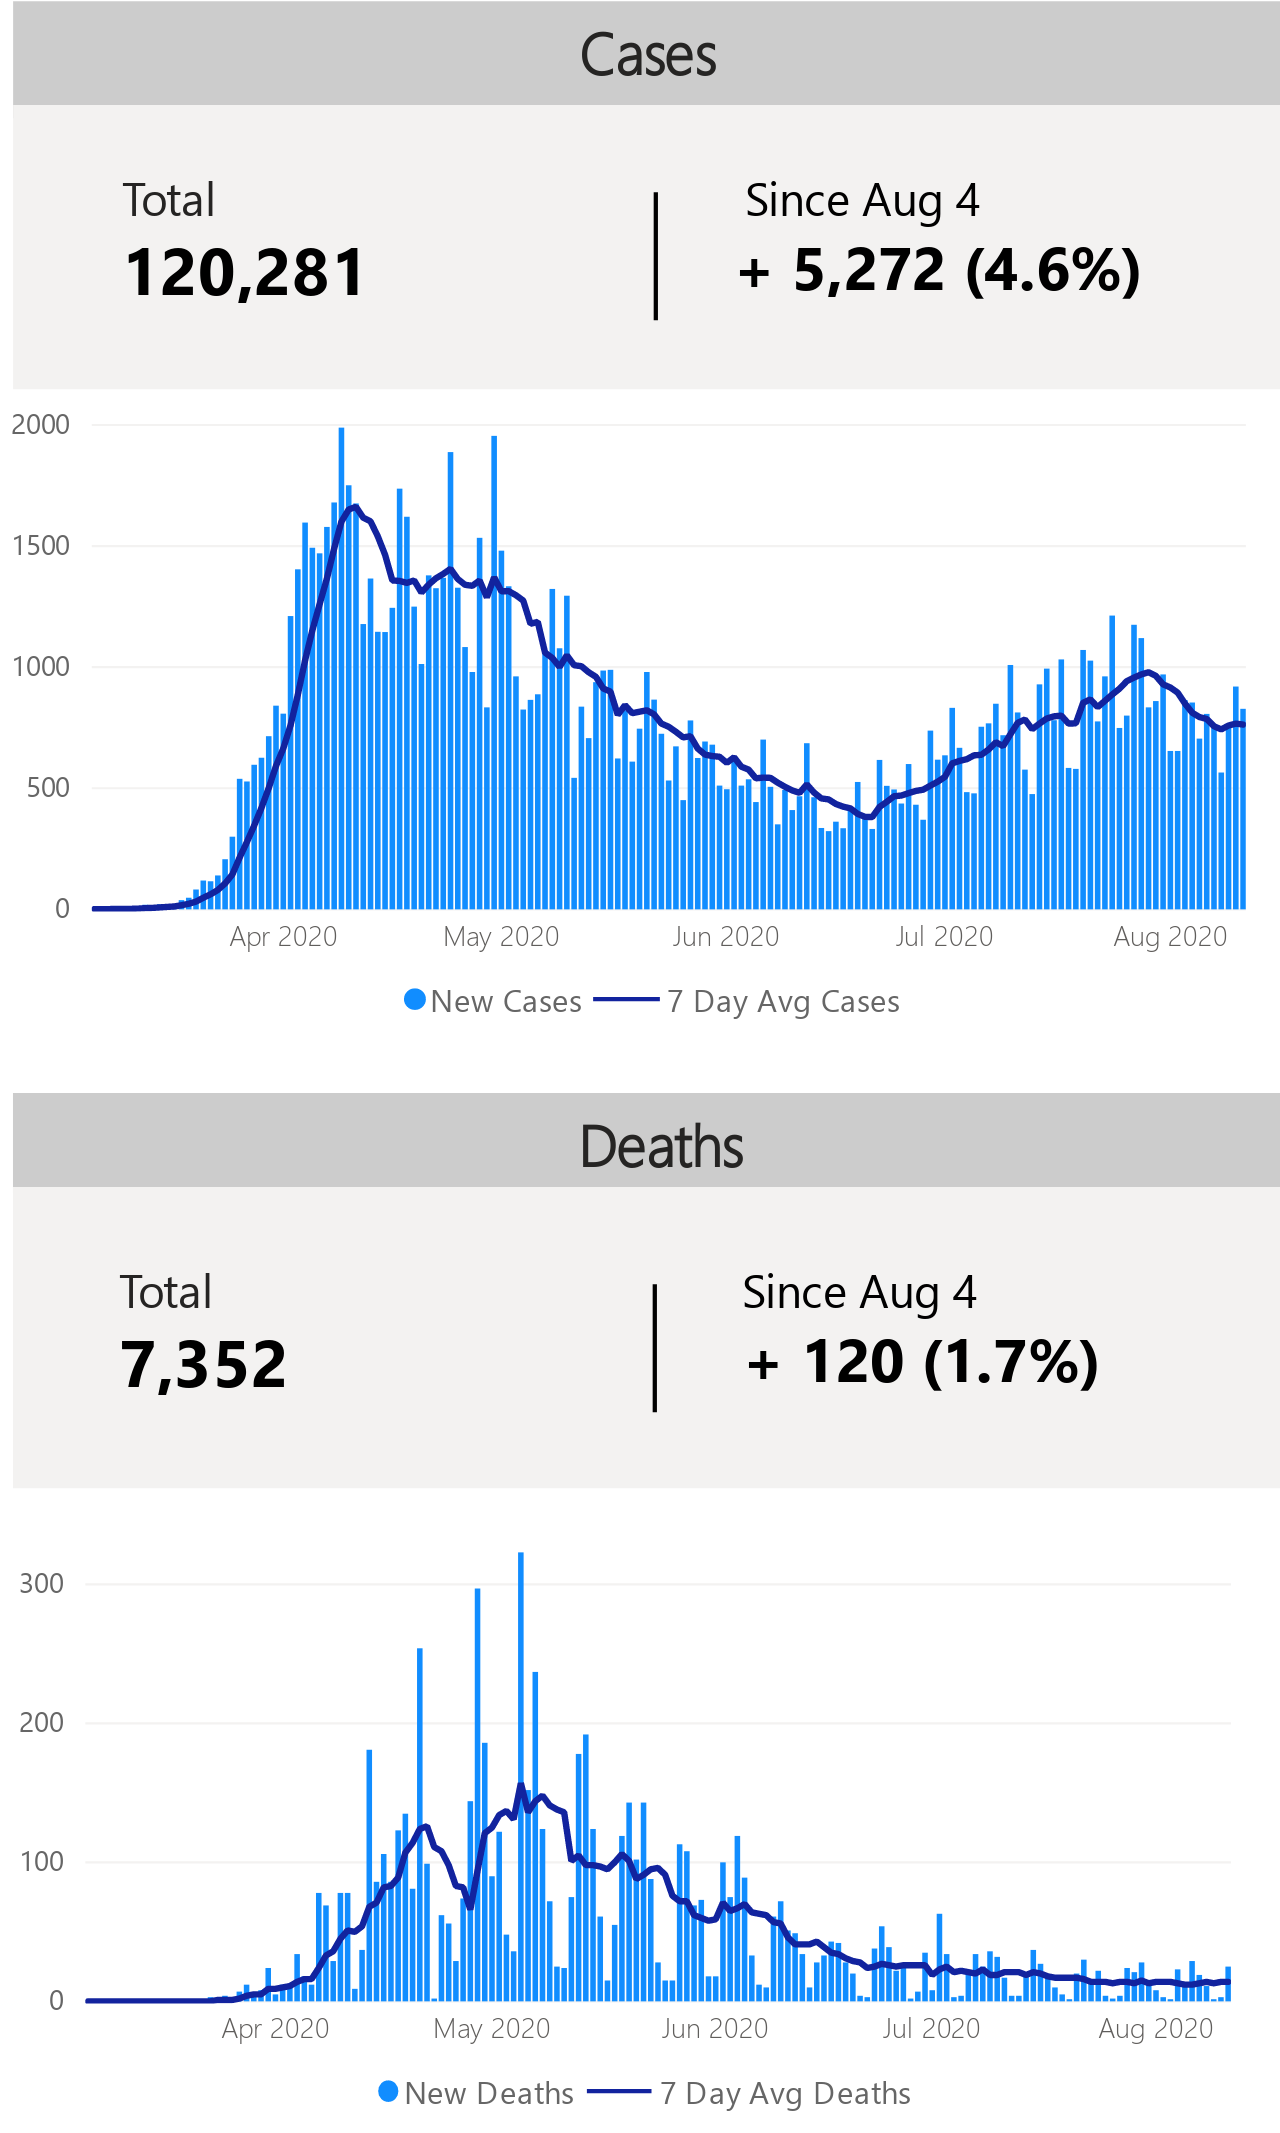 Cases
Total
Since Aug 4
120,281
+ 5,272 (4.6%)
2000
1500
1000
500
0
Apr 2020 May 2020 Jun 2020 Jul 2020 Aug 2020
New Cases 7 Day Avg Cases
Deaths
Total
Since Aug 4
7,352
+ 120 (1.7%)
300
200
100
0
Apr 2020 May 2020 Jun 2020 Jul 2020 Aug 2020
New Deaths 7 Day Avg Deaths